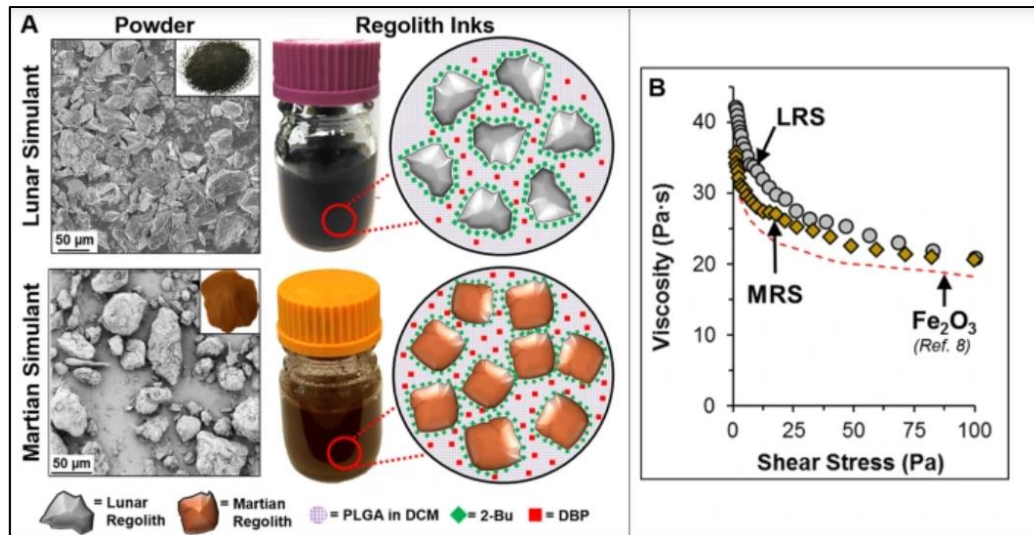 A
Powder
Regolith Inks
Lunar Simulant
50 µm
Martian Simulant
50 µm
= Lunar Regolith
= Martian Regolith
= PLGA in DCM
= 2-Bu
= DBP
B
Viscosity (Pa·s)
40
30
20
10
0
LRS
MRS
Fe₂O₃
(Ref. 8)
0
25
50
75
100
Shear Stress (Pa)